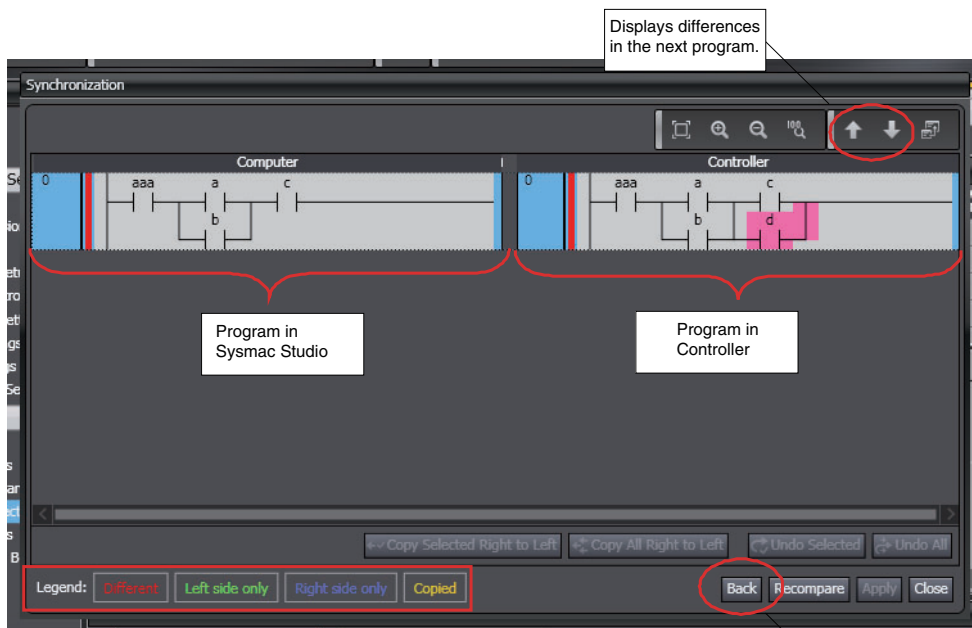 Displays differences
in the next program.
Synchronization
100
Computer
Controller
0
aaa
a
c
b
0
aaa
a
c
b
d
Program in
Sysmac Studio
Program in
Controller
Copy Selected Right to Left
Copy All Right to Left
Undo Selected
Undo All
Legend:
Different
Left side only
Right side only
Copied
Back
Recompare
Apply
Close